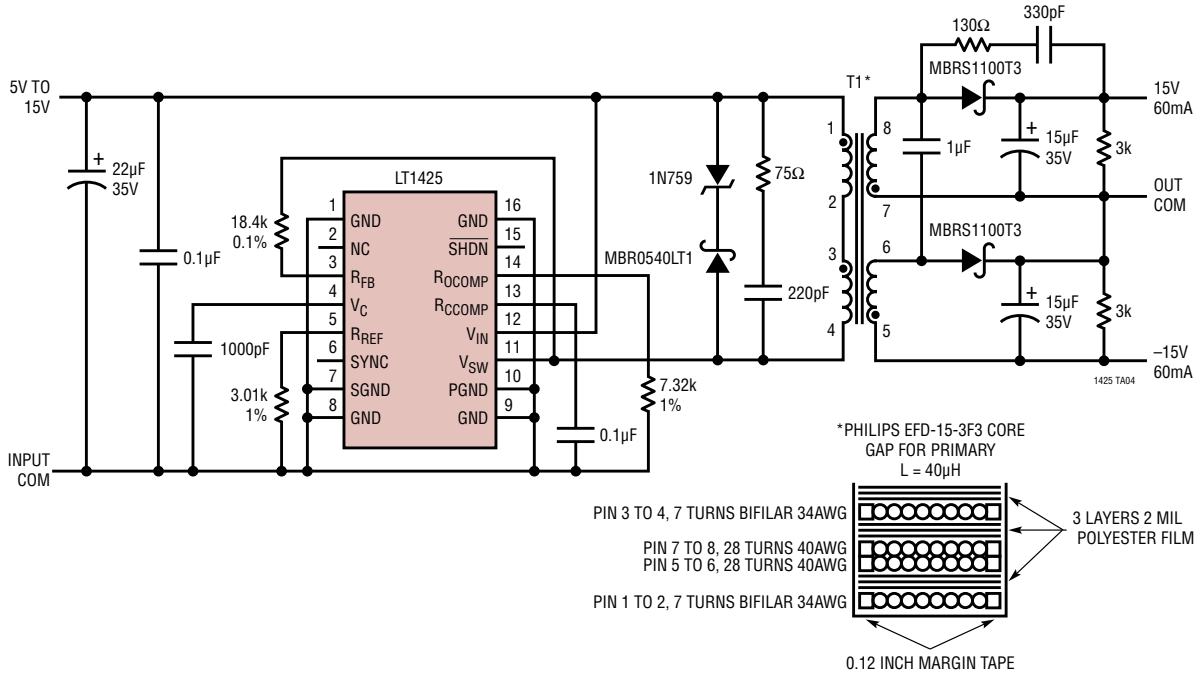 130Ω
330pF
MBRS1100T3
5V TO
15V
T1*
15V
60mA
1
8
+
22µF
35V
1µF
+
15µF
35V
3k
LT1425
1N759
75Ω
2
7
OUT
COM
18.4k
0.1%
1
GND
GND
16
2
NC
SHDN
15
3
RFB
ROCOMP
14
4
VC
RCCOMP
13
5
RREF
VIN
12
6
SYNC
VSW
11
7
SGND
PGND
10
8
GND
GND
9
0.1µF
MBR0540LT1
3
6
MBRS1100T3
220pF
+
15µF
35V
3k
4
5
1000pF
–15V
60mA
1425 TA04
3.01k
1%
7.32k
1%
0.1µF
INPUT
COM
*PHILIPS EFD-15-3F3 CORE
GAP FOR PRIMARY
L = 40µH
PIN 3 TO 4, 7 TURNS BIFILAR 34AWG
3 LAYERS 2 MIL
POLYESTER FILM
PIN 7 TO 8, 28 TURNS 40AWG
PIN 5 TO 6, 28 TURNS 40AWG
PIN 1 TO 2, 7 TURNS BIFILAR 34AWG
0.12 INCH MARGIN TAPE